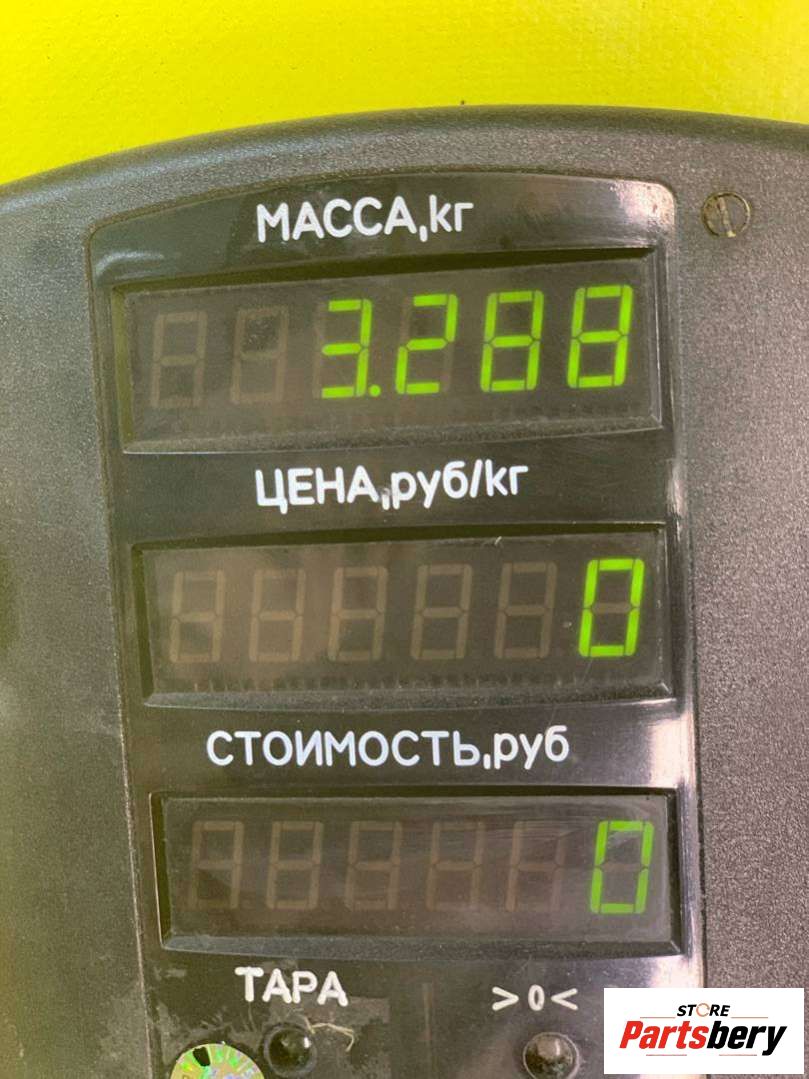 МАССА,кг
3.288
ЦЕНА,руб/кг
0
СТОИМОСТЬ,руб
0
ТАРА >0<
STORE
Partsbery